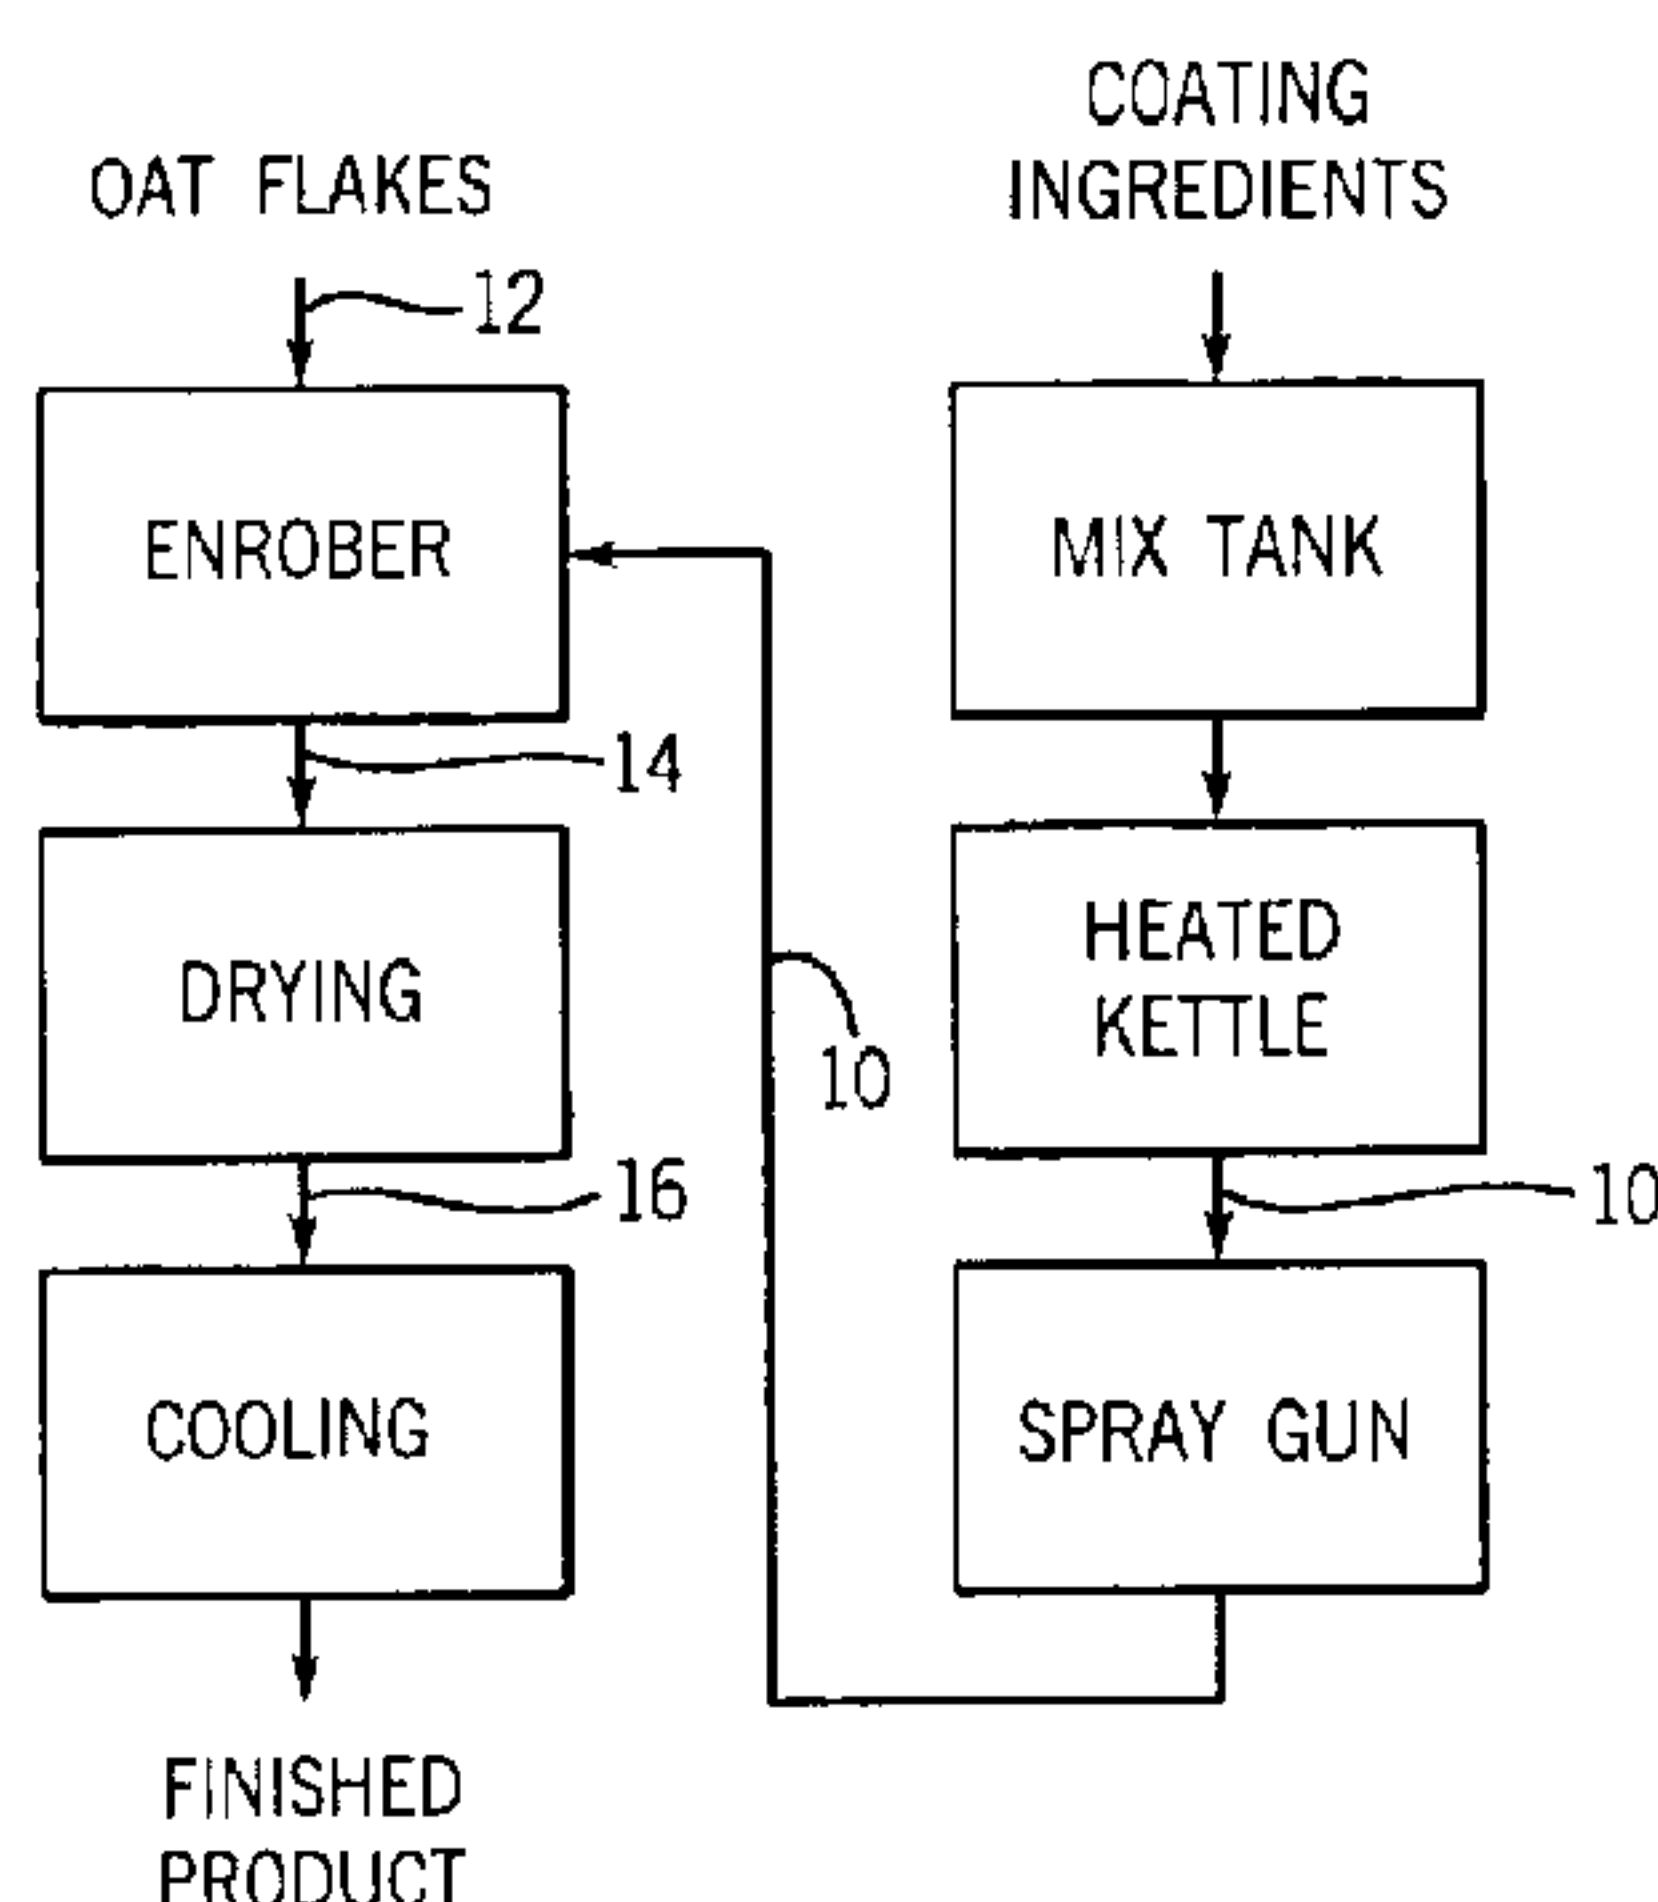 COATING
INGREDIENTS
OAT FLAKES
12
ENROBER
MIX TANK
14
DRYING
HEATED
KETTLE
10
16
10
COOLING
SPRAY GUN
FINISHED
PRODUCT